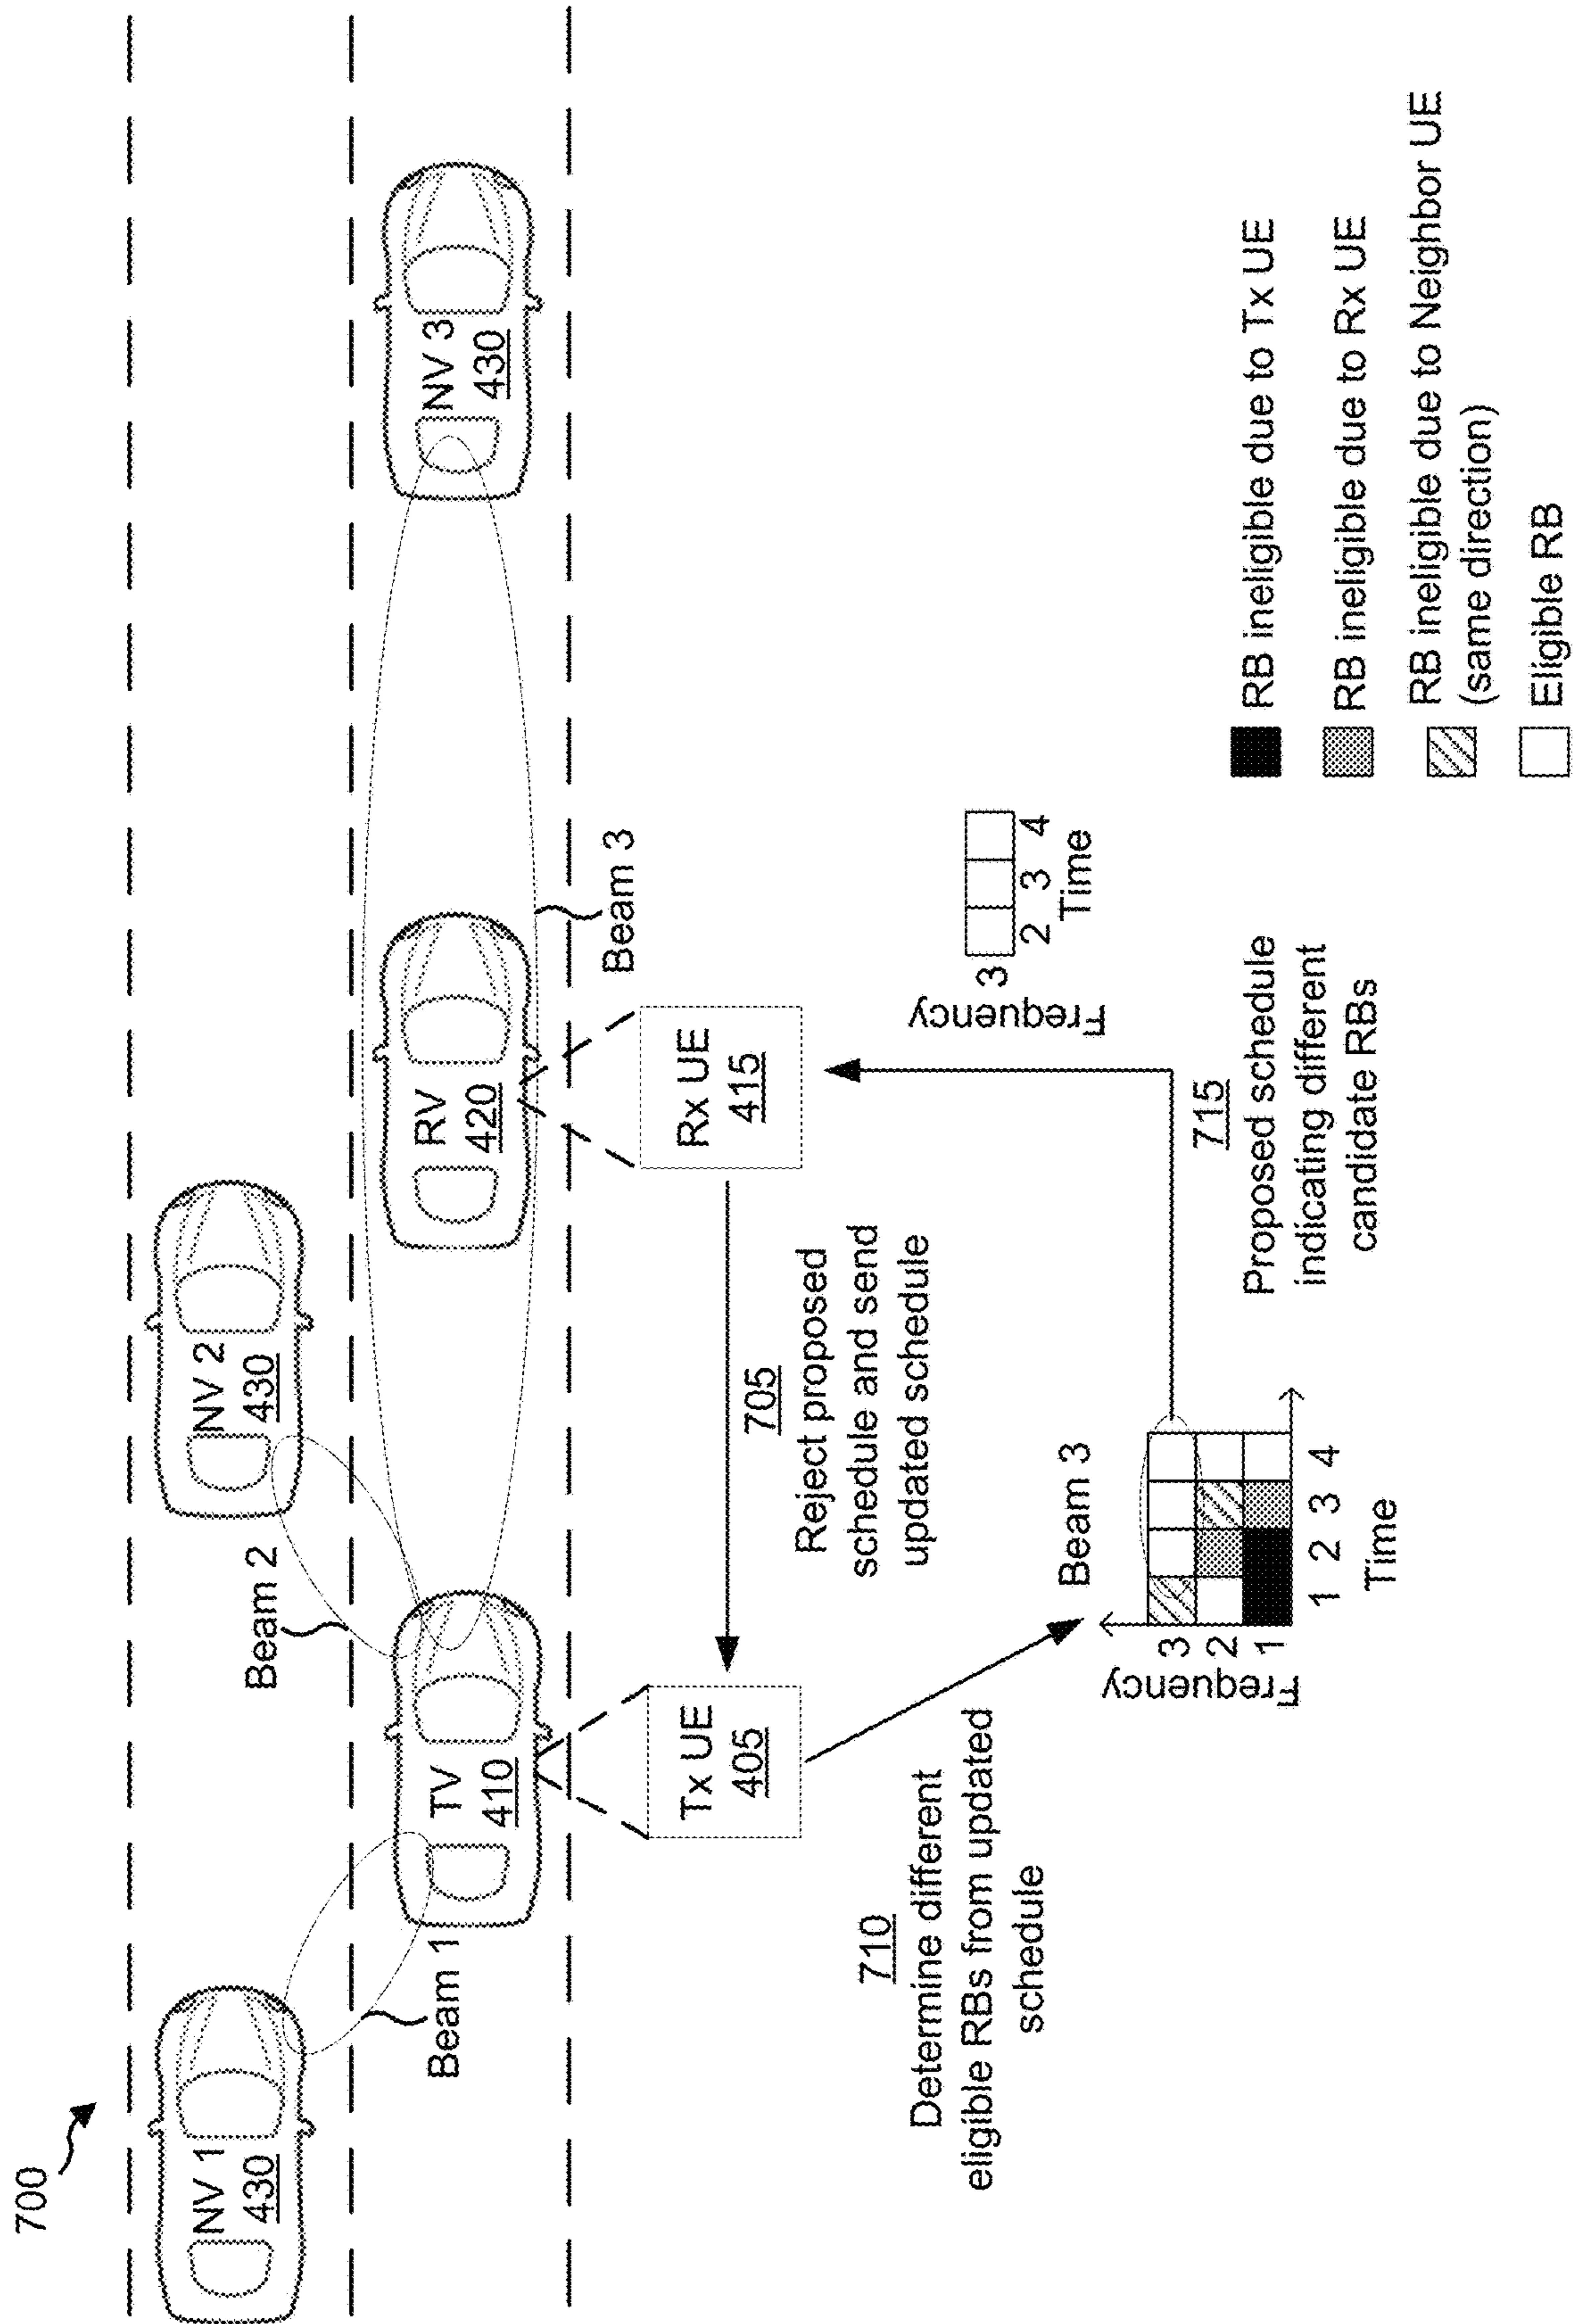 700
NV 1
430
NV 2
430
Beam 2
Beam 1
TV
410
RV
420
NV 3
430
Beam 3
Tx UE
405
Rx UE
415
705
Reject proposed
schedule and send
updated schedule
710
Determine different
eligible RBs from updated
schedule
Beam 3
Frequency
3
2
1
1 2 3 4
Time
715
Proposed schedule
indicating different
candidate RBs
Frequency
3
2 3 4
Time
RB ineligible due to Tx UE
RB ineligible due to Rx UE
RB ineligible due to Neighbor UE
(same direction)
Eligible RB